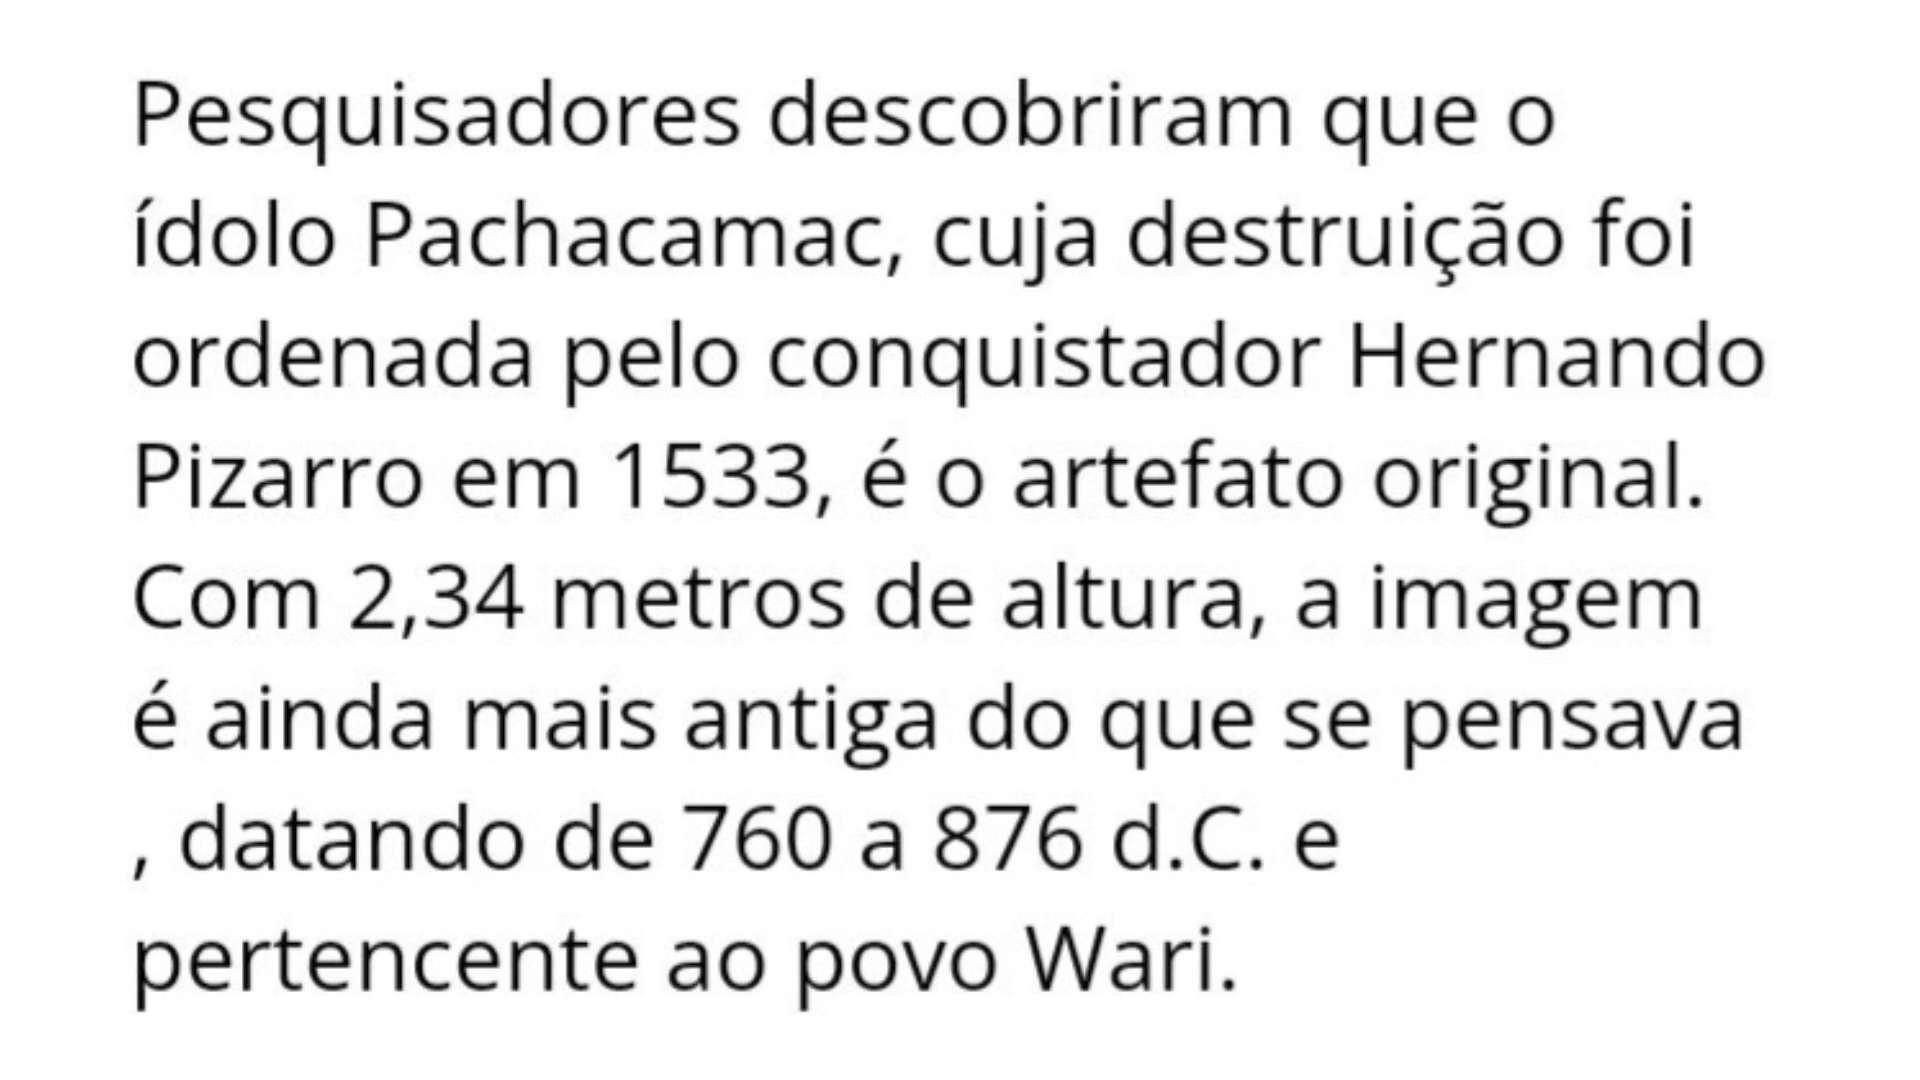 Pesquisadores descobriram que o
ídolo Pachacamac, cuja destruição foi
ordenada pelo conquistador Hernando
Pizarro em 1533, é o artefato original.
Com 2,34 metros de altura, a imagem
é ainda mais antiga do que se pensava
, datando de 760 a 876 d.C. e
pertencente ao povo Wari.